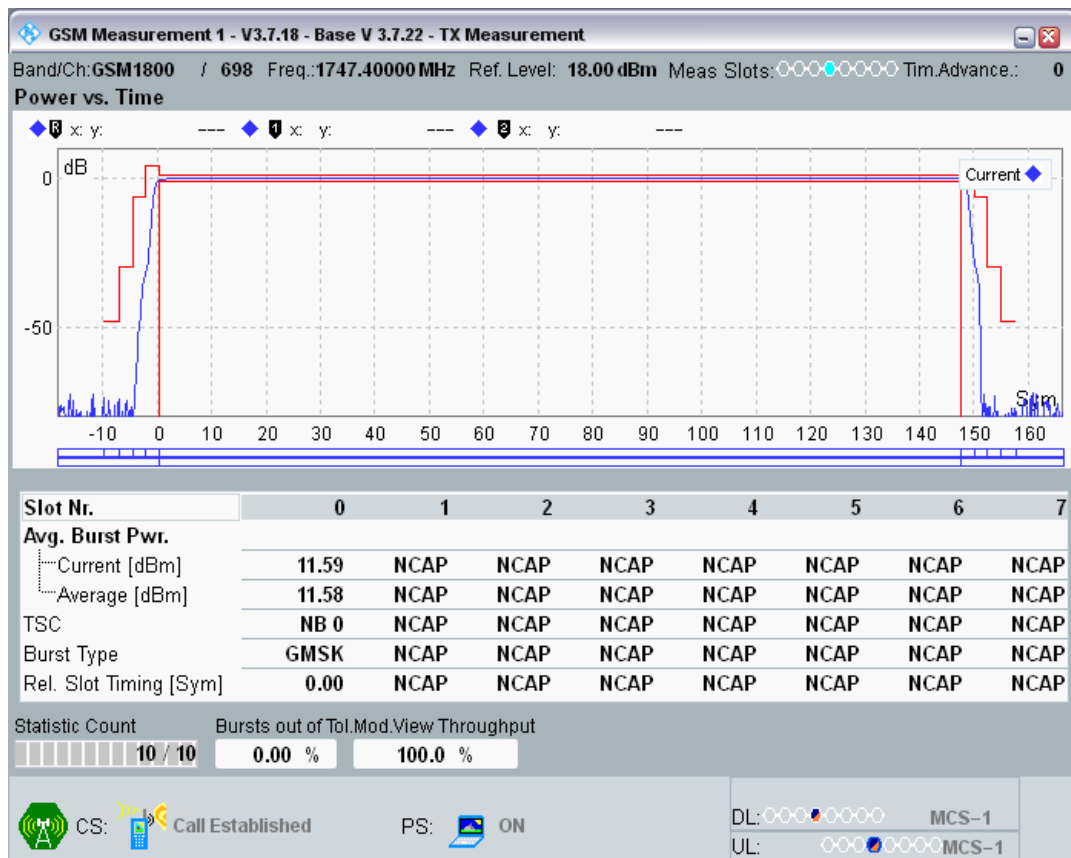 GSM Measurement 1 - V3.7.18 - Base V 3.7.22 - TX Measurement
Band/Ch:GSM1800 / 698 Freq.:1747.40000 MHz Ref. Level: 18.00 dBm Meas Slots: Tim.Advance.: 0
Power vs. Time
R x: y: --- 1 x: y: --- 2 x: y: ---
dB
Current
0
-50
Sym
-10 0 10 20 30 40 50 60 70 80 90 100 110 120 130 140 150 160
Slot Nr. 0 1 2 3 4 5 6 7
Avg. Burst Pwr.
Current [dBm] 11.59 NCAP NCAP NCAP NCAP NCAP NCAP NCAP
Average [dBm] 11.58 NCAP NCAP NCAP NCAP NCAP NCAP NCAP
TSC NB 0 NCAP NCAP NCAP NCAP NCAP NCAP NCAP
Burst Type GMSK NCAP NCAP NCAP NCAP NCAP NCAP NCAP
Rel. Slot Timing [Sym] 0.00 NCAP NCAP NCAP NCAP NCAP NCAP NCAP
Statistic Count Bursts out of Tol.Mod.View Throughput
10 / 10 0.00 % 100.0 %
CS: Call Established PS: ON
DL: MCS-1
UL: MCS-1